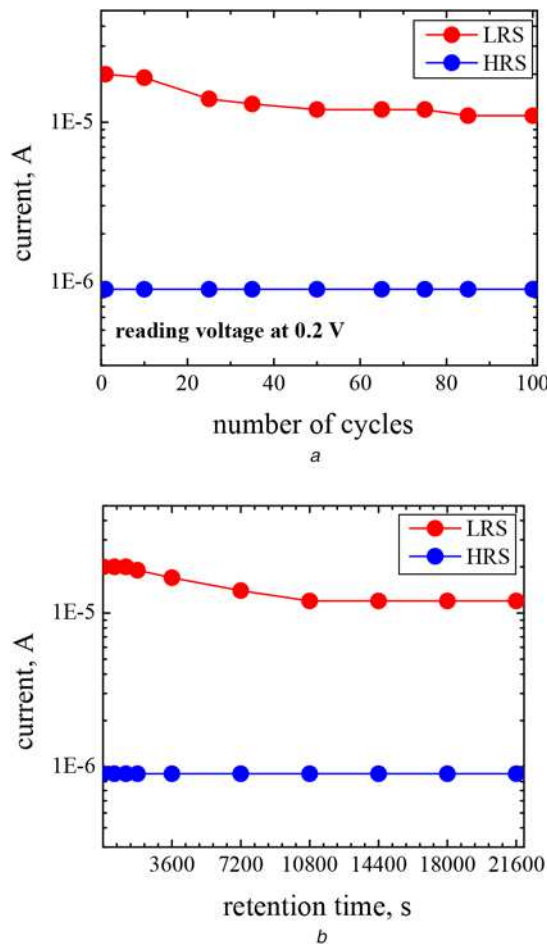 LRS
HRS
1E-5
1E-6
current, A
reading voltage at 0.2 V
0 20 40 60 80 100
number of cycles
a
LRS
HRS
1E-5
1E-6
current, A
3600 7200 10800 14400 18000 21600
retention time, s
b